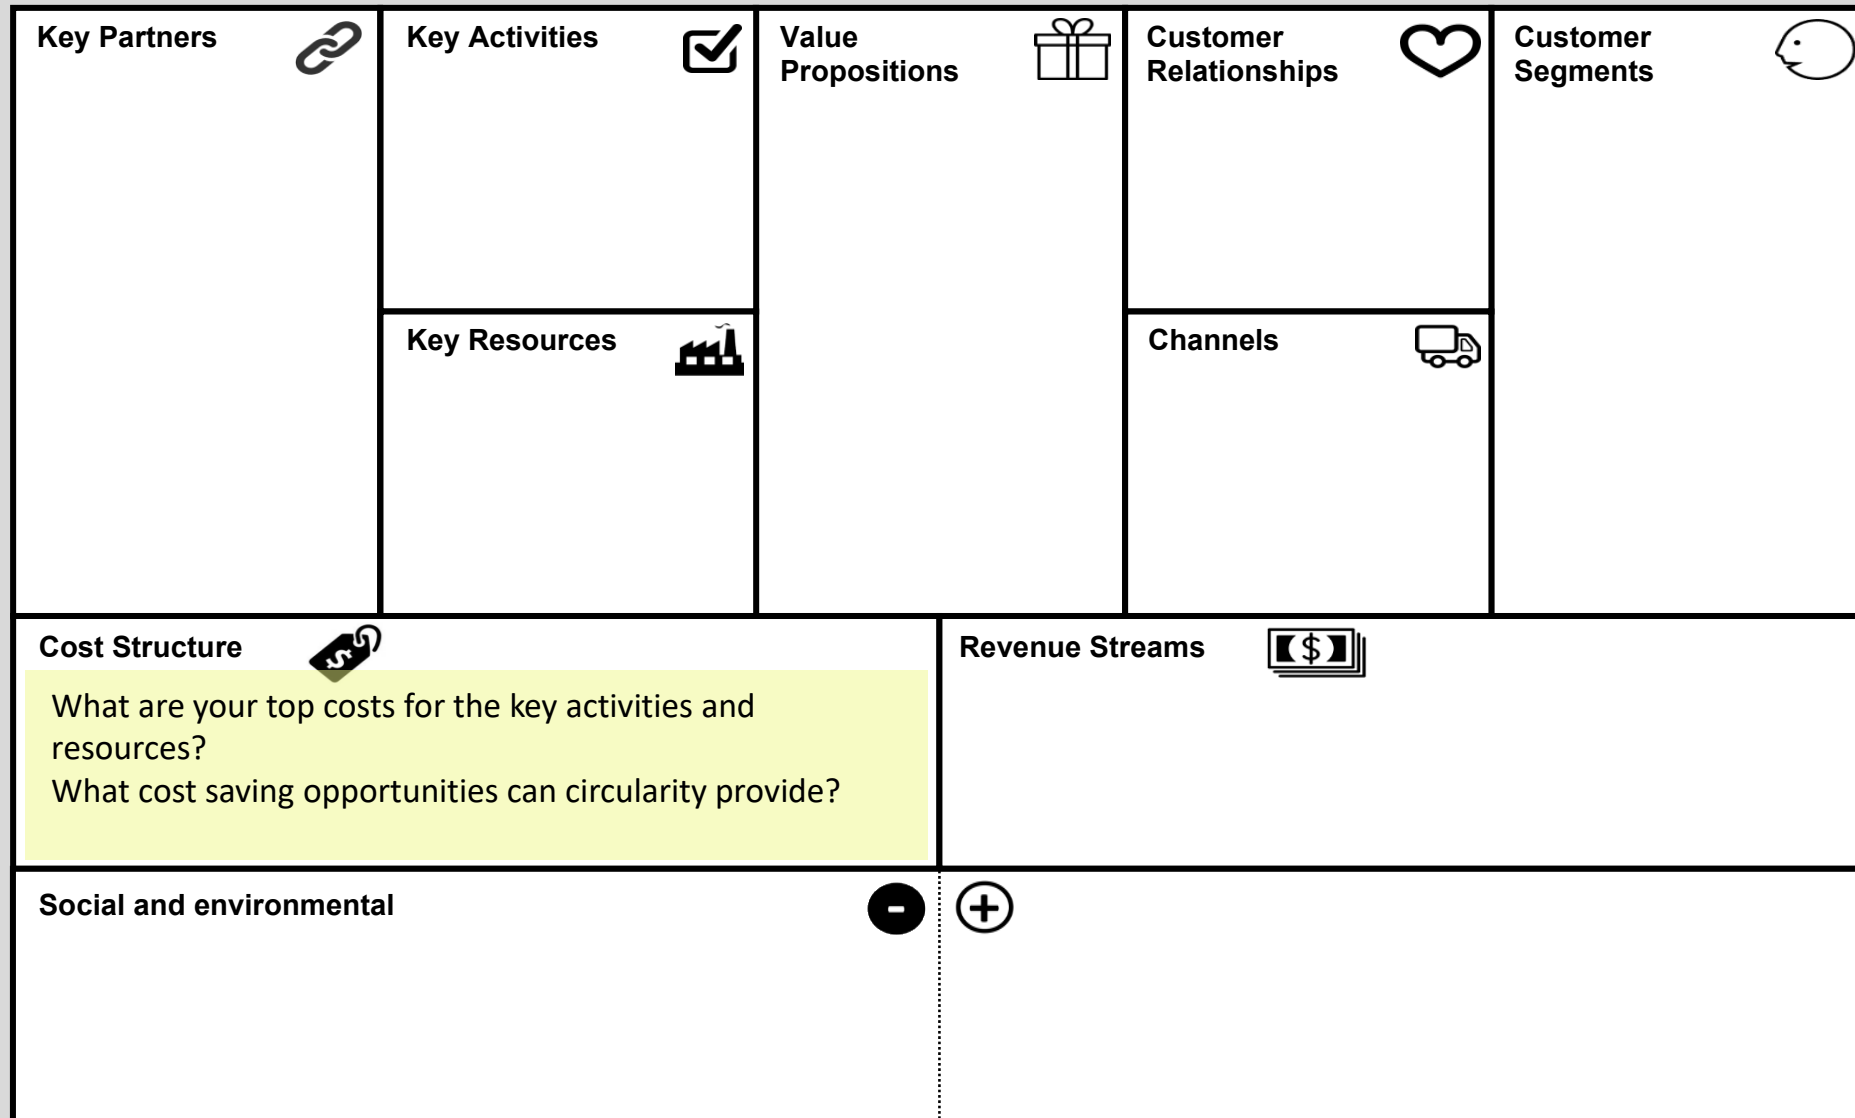 Key Partners
Key Activities
Value
Propositions
Customer
Relationships
Customer
Segments
Key Resources
Channels
Cost Structure
$
What are your top costs for the key activities and
resources?
What cost saving opportunities can circularity provide?
Revenue Streams
$
Social and environmental
-
+